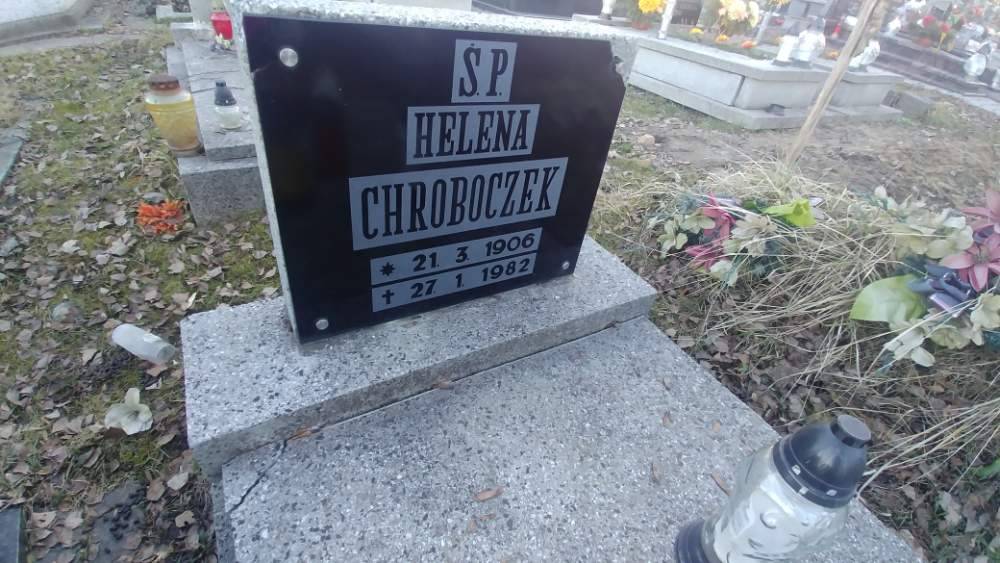 Ś.P.
HELENA
CHROBOCZEK
* 21. 3. 1906
† 27. 1. 1982